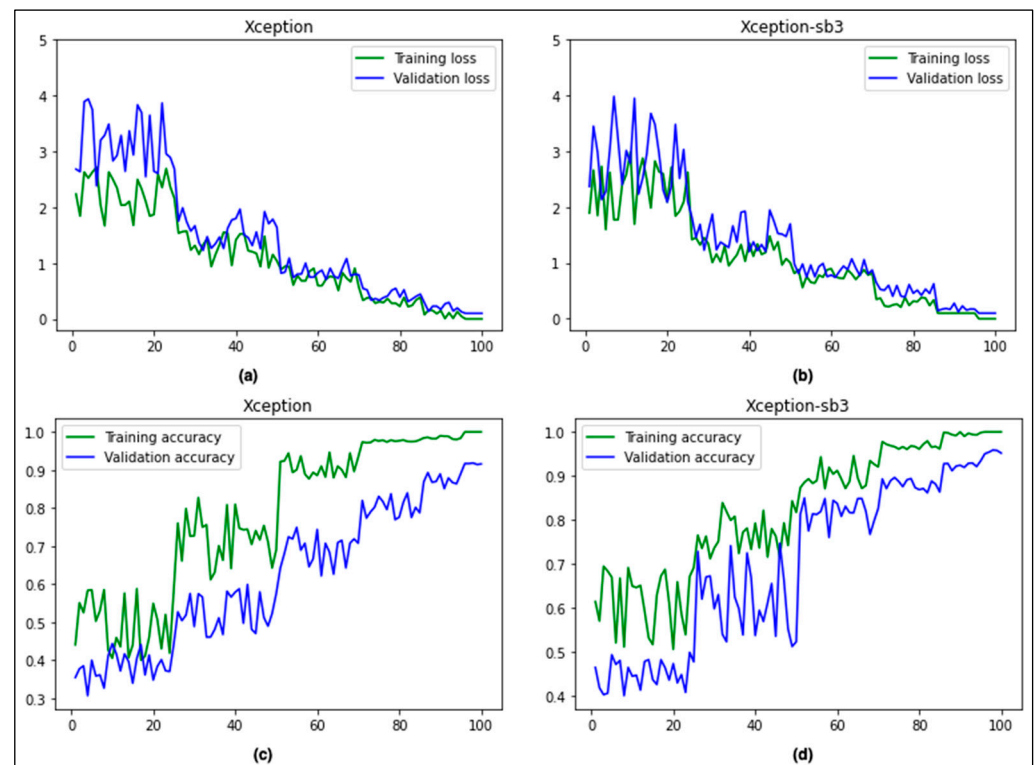 Xception
5
4
3
2
1
0
Training loss
Validation loss
0 20 40 60 80 100
(a)
Xception-sb3
5
4
3
2
1
0
Training loss
Validation loss
0 20 40 60 80 100
(b)
Xception
1.0
0.9
0.8
0.7
0.6
0.5
0.4
0.3
Training accuracy
Validation accuracy
0 20 40 60 80 100
(c)
Xception-sb3
1.0
0.9
0.8
0.7
0.6
0.5
0.4
Training accuracy
Validation accuracy
0 20 40 60 80 100
(d)